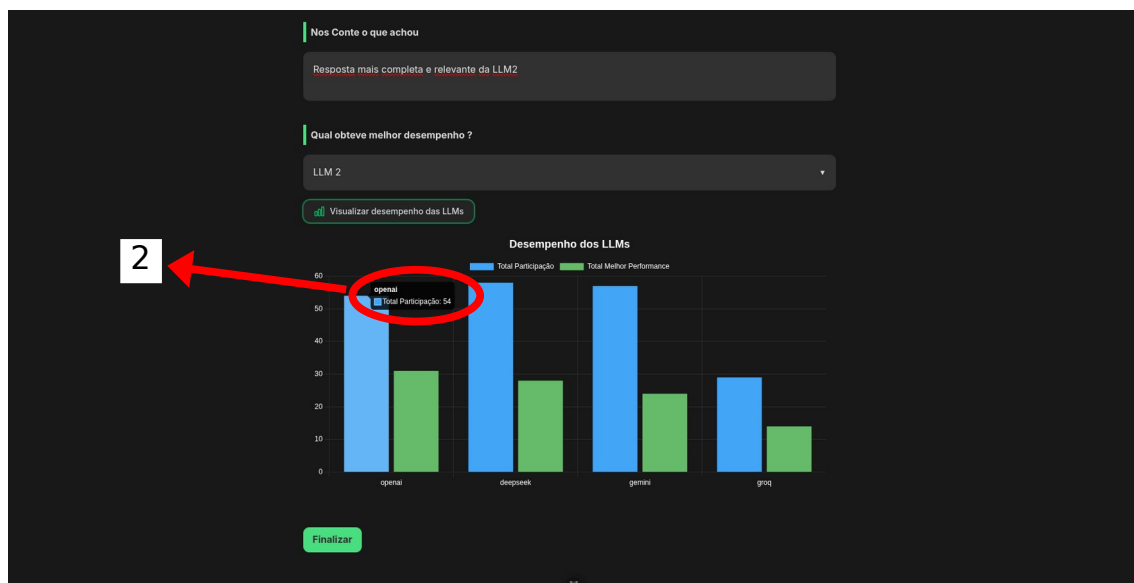 Nos Conte o que achou
Resposta mais completa e relevante da LLM2
Qual obteve melhor desempenho ?
LLM 2
Visualizar desempenho das LLMs
2
Desempenho dos LLMs
Total Participação Total Melhor Performance
60
openai
Total Participação: 54
50
40
30
20
10
0
openai deepseek gemini groq
Finalizar